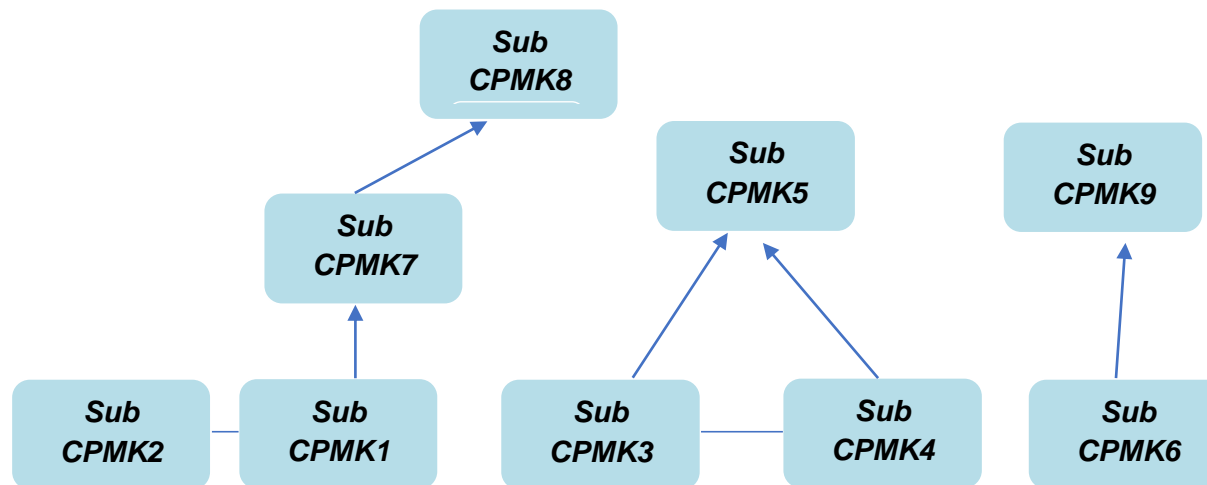 Sub
CPMK8
Sub
CPMK5
Sub
CPMK9
Sub
CPMK7
Sub
CPMK2
Sub
CPMK1
Sub
CPMK3
Sub
CPMK4
Sub
CPMK6